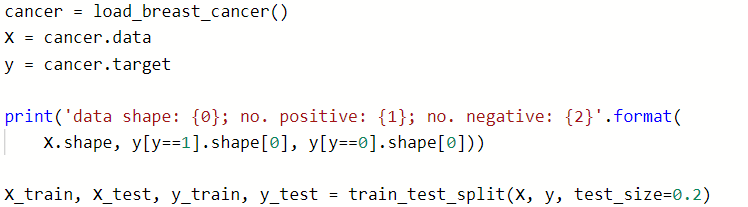 cancer = load_breast_cancer()
X = cancer.data
y = cancer.target
print('data shape: {0}; no. positive: {1}; no. negative: {2}'.format(
    X.shape, y[y==1].shape[0], y[y==0].shape[0]))
X_train, X_test, y_train, y_test = train_test_split(X, y, test_size=0.2)